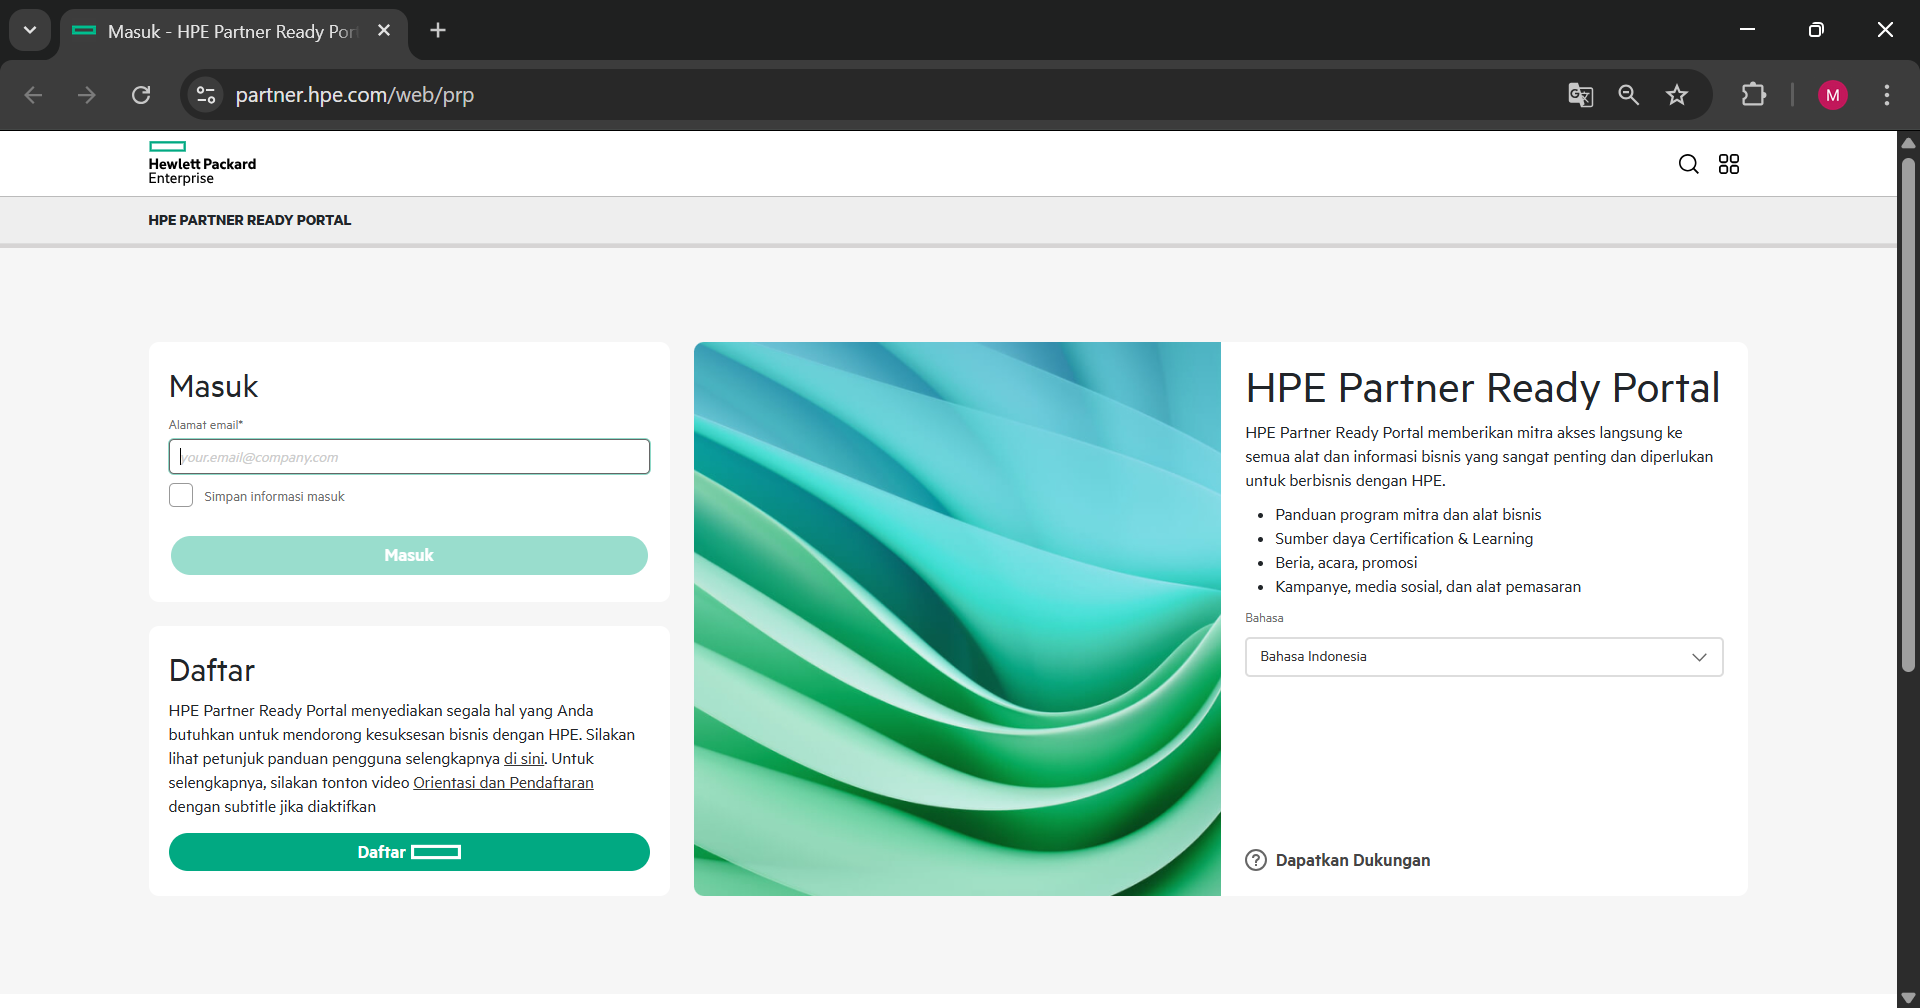 Masuk - HPE Partner Ready Por
partner.hpe.com/web/prp
M
Hewlett Packard
Enterprise
HPE PARTNER READY PORTAL
Masuk
Alamat email*
your.email@company.com
Simpan informasi masuk
Masuk
Daftar
HPE Partner Ready Portal menyediakan segala hal yang Anda
butuhkan untuk mendorong kesuksesan bisnis dengan HPE. Silakan
lihat petunjuk panduan pengguna selengkapnya di sini. Untuk
selengkapnya, silakan tonton video Orientasi dan Pendaftaran
dengan subtitle jika diaktifkan
Daftar
HPE Partner Ready Portal
HPE Partner Ready Portal memberikan mitra akses langsung ke
semua alat dan informasi bisnis yang sangat penting dan diperlukan
untuk berbisnis dengan HPE.
• Panduan program mitra dan alat bisnis
• Sumber daya Certification & Learning
• Beria, acara, promosi
• Kampanye, media sosial, dan alat pemasaran
Bahasa
Bahasa Indonesia
? Dapatkan Dukungan